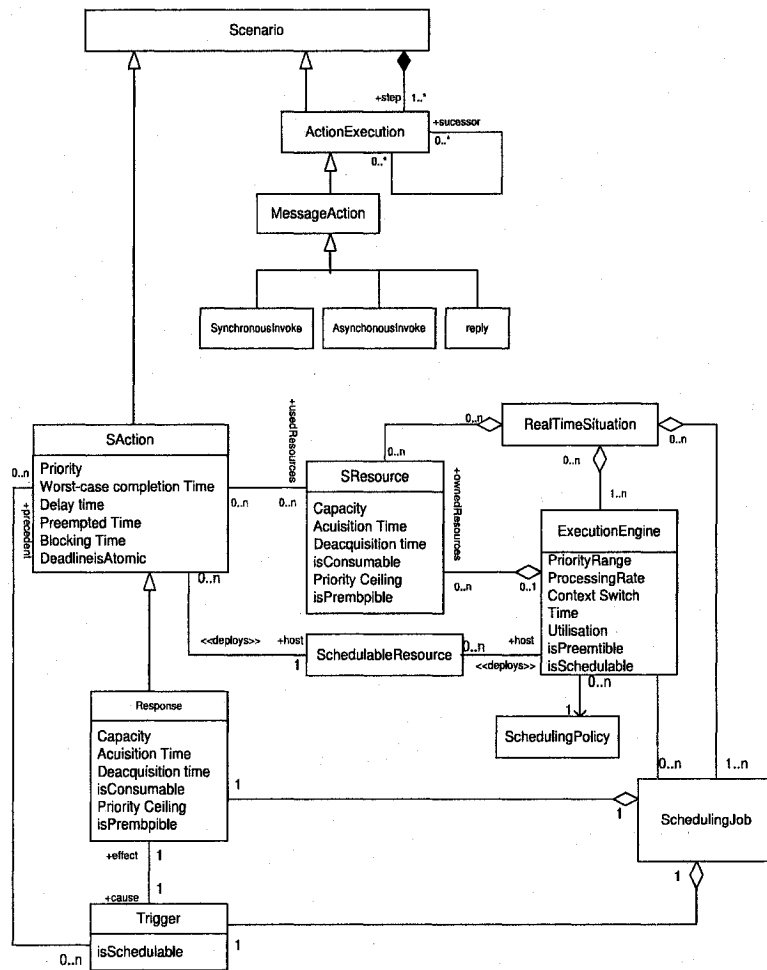 Scenario
+step
1..*
+sucessor
0..*
ActionExecution
0..*
MessageAction
SynchronousInvoke
AsynchonousInvoke
reply
RealTimeSituation
0..n
0..n
0..n
0..n
1..n
+usedResources
SAction
0..n
+precedent
Priority
Worst-case completion Time
Delay time
Preempted Time
Blocking Time
DeadlineisAtomic
0..n
0..n
0..n
SResource
Capacity
Acuisition Time
Deacquisition time
isConsumable
Priority Ceiling
isPrembpible
+ownedResources
0..n
0..1
ExecutionEngine
PriorityRange
ProcessingRate
Context Switch
Time
Utilisation
isPreemtible
isSchedulable
<<deploys>>
+host
1
SchedulableResource
0..n
+host
<<deploys>>
0..n
1
SchedulingPolicy
0..n
1..n
Response
Capacity
Acuisition Time
Deacquisition time
isConsumable
Priority Ceiling
isPrembpible
1
1
SchedulingJob
1
+effect
1
+cause
1
Trigger
isSchedulable
0..n
1